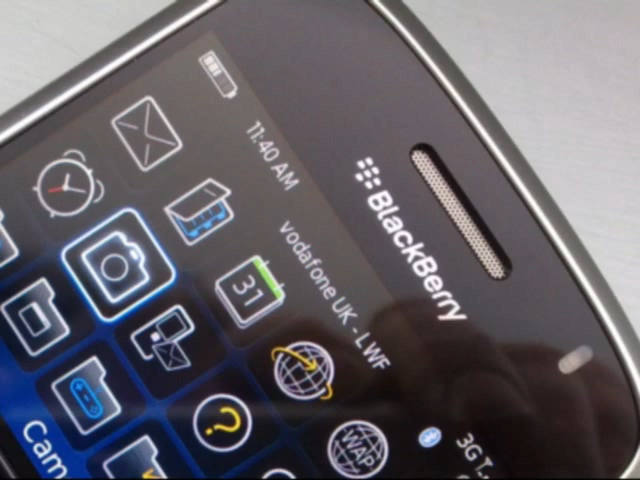 BlackBerry
11:40 AM
vodafone UK - LWF
3G
31
?
WAP
Cam